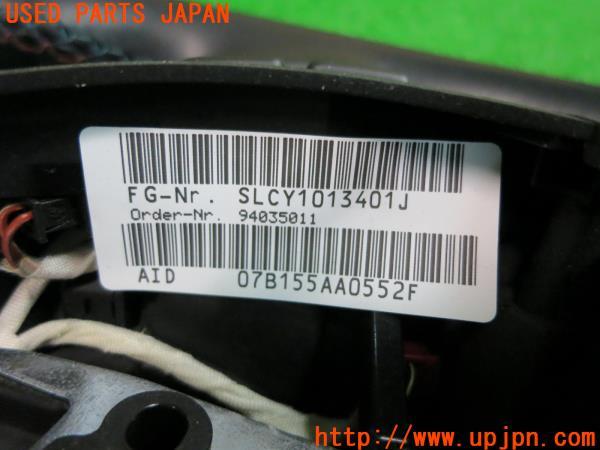 USED PARTS JAPAN
FG-Nr. SLCY1013401J
Order-Nr. 94035011
AID 07B155AA0552F
http://www.upjpn.com